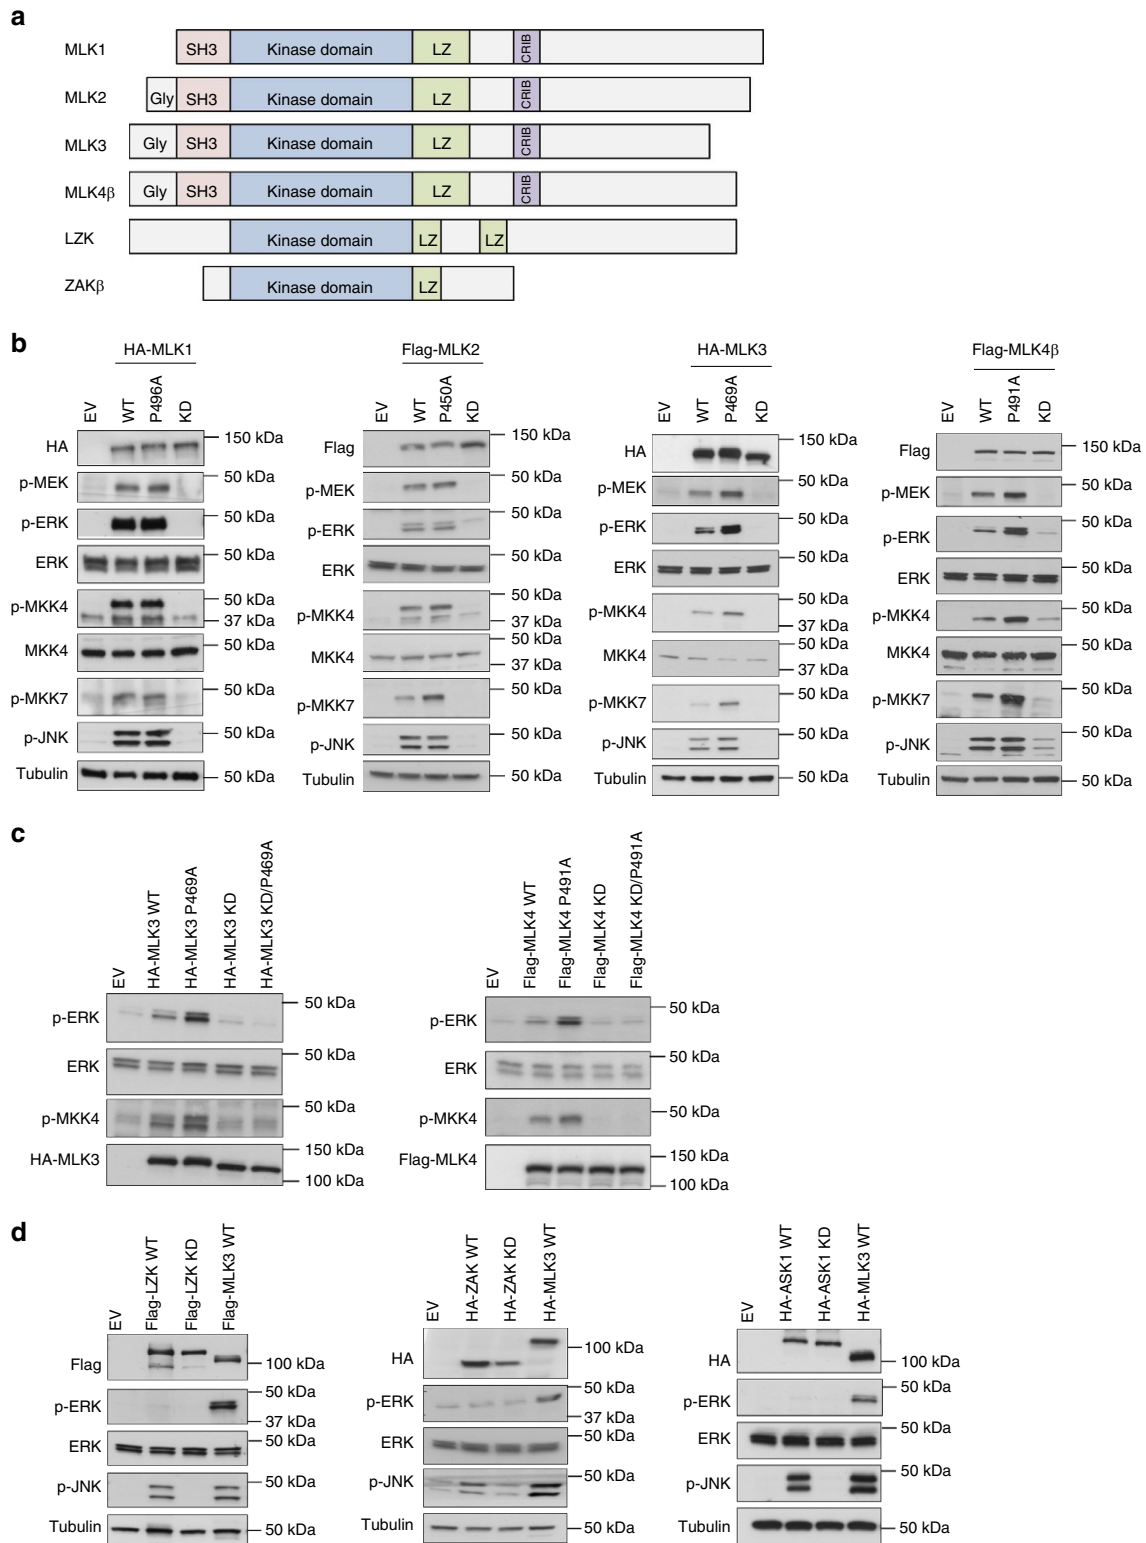 a
MLK1 SH3 Kinase domain LZ CRIB
MLK2 Gly SH3 Kinase domain LZ CRIB
MLK3 Gly SH3 Kinase domain LZ CRIB
MLK4β Gly SH3 Kinase domain LZ CRIB
LZK Kinase domain LZ LZ
ZAKβ Kinase domain LZ
b
HA-MLK1
EV WT P496A KD
HA 150 kDa
p-MEK 50 kDa
p-ERK 50 kDa
ERK 50 kDa
p-MKK4 50 kDa
37 kDa
MKK4 50 kDa
p-MKK7 50 kDa
p-JNK 50 kDa
Tubulin 50 kDa
Flag-MLK2
EV WT P450A KD
Flag 150 kDa
p-MEK 50 kDa
p-ERK 50 kDa
ERK 50 kDa
p-MKK4 50 kDa
37 kDa
MKK4 50 kDa
37 kDa
p-MKK7 50 kDa
p-JNK 50 kDa
Tubulin 50 kDa
HA-MLK3
EV WT P469A KD
HA 150 kDa
p-MEK 50 kDa
p-ERK 50 kDa
ERK 50 kDa
p-MKK4 50 kDa
37 kDa
MKK4 50 kDa
37 kDa
p-MKK7 50 kDa
p-JNK 50 kDa
Tubulin 50 kDa
Flag-MLK4β
EV WT P491A KD
Flag 150 kDa
p-MEK 50 kDa
p-ERK 50 kDa
ERK 50 kDa
p-MKK4 50 kDa
MKK4 50 kDa
p-MKK7 50 kDa
p-JNK 50 kDa
Tubulin 50 kDa
c
EV HA-MLK3 WT HA-MLK3 P469A HA-MLK3 KD HA-MLK3 KD/P469A
p-ERK 50 kDa
ERK 50 kDa
p-MKK4 50 kDa
HA-MLK3 150 kDa
100 kDa
EV Flag-MLK4 WT Flag-MLK4 P491A Flag-MLK4 KD Flag-MLK4 KD/P491A
p-ERK 50 kDa
ERK 50 kDa
p-MKK4 50 kDa
Flag-MLK4 150 kDa
100 kDa
d
EV Flag-LZK WT Flag-LZK KD Flag-MLK3 WT
Flag 100 kDa
p-ERK 50 kDa
37 kDa
ERK 50 kDa
p-JNK 50 kDa
Tubulin 50 kDa
EV HA-ZAK WT HA-ZAK KD HA-MLK3 WT
HA 100 kDa
p-ERK 50 kDa
37 kDa
ERK 50 kDa
p-JNK 50 kDa
Tubulin 50 kDa
EV HA-ASK1 WT HA-ASK1 KD HA-MLK3 WT
HA 100 kDa
p-ERK 50 kDa
ERK 50 kDa
p-JNK 50 kDa
Tubulin 50 kDa